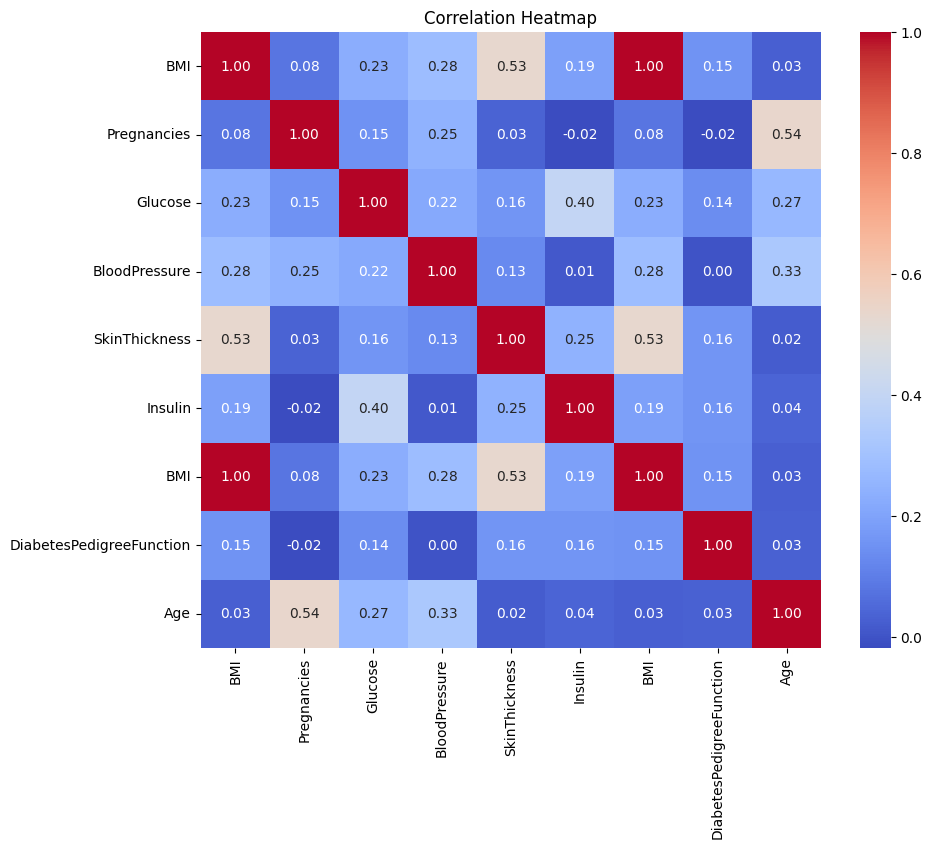 Correlation Heatmap
BMI 1.00 0.08 0.23 0.28 0.53 0.19 1.00 0.15 0.03
Pregnancies 0.08 1.00 0.15 0.25 0.03 -0.02 0.08 -0.02 0.54
Glucose 0.23 0.15 1.00 0.22 0.16 0.40 0.23 0.14 0.27
BloodPressure 0.28 0.25 0.22 1.00 0.13 0.01 0.28 0.00 0.33
SkinThickness 0.53 0.03 0.16 0.13 1.00 0.25 0.53 0.16 0.02
Insulin 0.19 -0.02 0.40 0.01 0.25 1.00 0.19 0.16 0.04
BMI 1.00 0.08 0.23 0.28 0.53 0.19 1.00 0.15 0.03
DiabetesPedigreeFunction 0.15 -0.02 0.14 0.00 0.16 0.16 0.15 1.00 0.03
Age 0.03 0.54 0.27 0.33 0.02 0.04 0.03 0.03 1.00
BMI
Pregnancies
Glucose
BloodPressure
SkinThickness
Insulin
BMI
DiabetesPedigreeFunction
Age
1.0
0.8
0.6
0.4
0.2
0.0